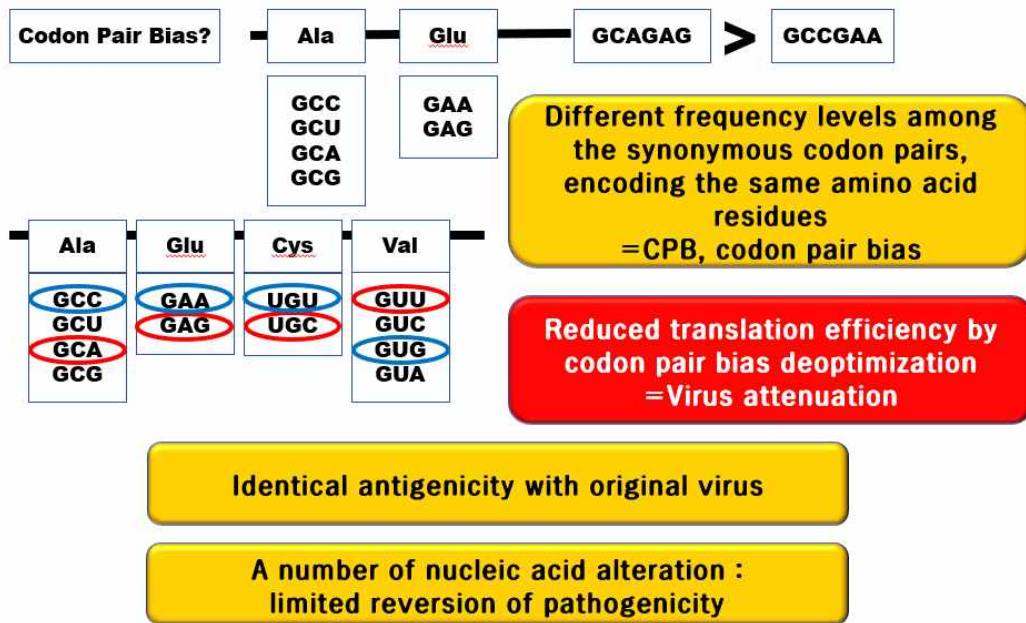 Codon Pair Bias?
Ala
Glu
GCAGAG
>
GCCGAA
GCC
GCU
GCA
GCG
GAA
GAG
Different frequency levels among
the synonymous codon pairs,
encoding the same amino acid
residues
=CPB, codon pair bias
Ala
Glu
Cys
Val
GCC
GCU
GCA
GCG
GAA
GAG
UGU
UGC
GUU
GUC
GUG
GUA
Reduced translation efficiency by
codon pair bias deoptimization
=Virus attenuation
Identical antigenicity with original virus
A number of nucleic acid alteration :
limited reversion of pathogenicity